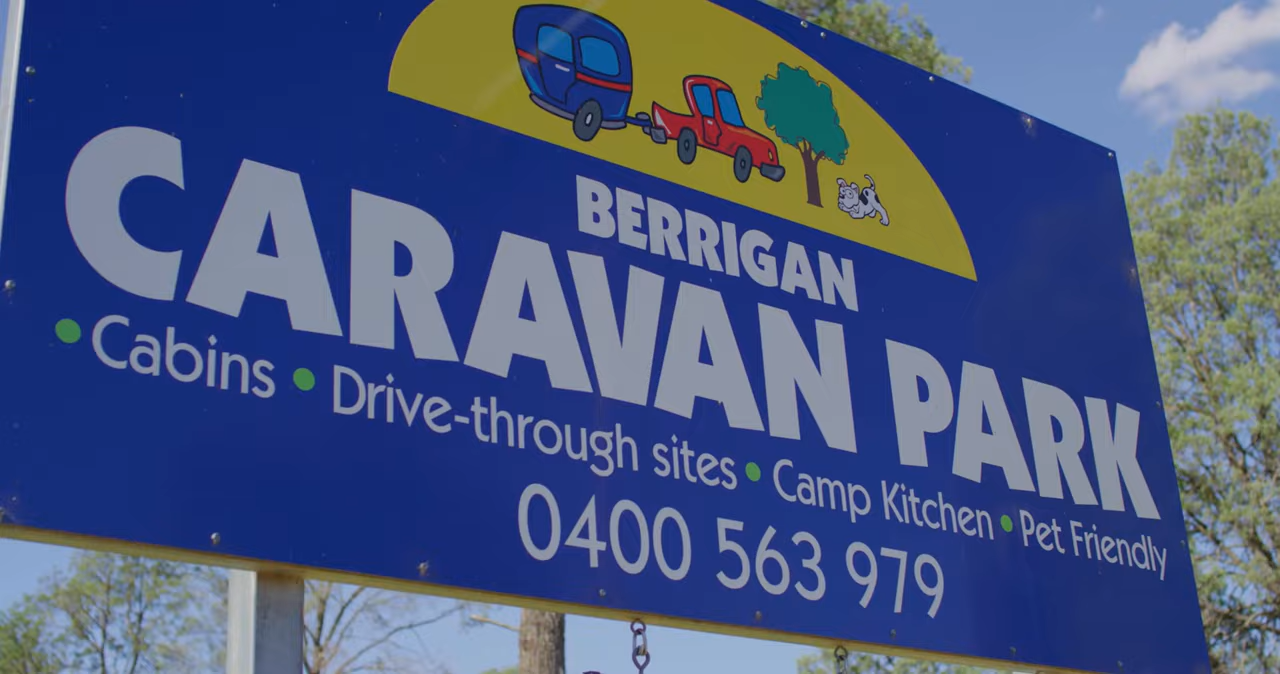 BERRIGAN
CARAVAN PARK
• Cabins • Drive-through sites • Camp Kitchen • Pet Friendly
0400 563 979